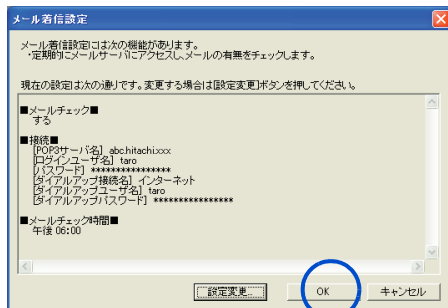 メール着信設定
メール着信設定には次の機能があります。
・定期的にメールサーバにアクセスし、メールの有無をチェックします。
現在の設定は次の通りです。変更する場合は[設定変更]ボタンを押してください。
■メールチェック■
する
■接続■
[POP3サーバ名] abc.hitachi.xxx
[ログインユーザ名] taro
[パスワード] ****************
[ダイアルアップ接続名] インターネット
[ダイアルアップユーザ名] taro
[ダイアルアップパスワード] ****************
■メールチェック時間■
午後 06:00
設定変更...
OK
キャンセル